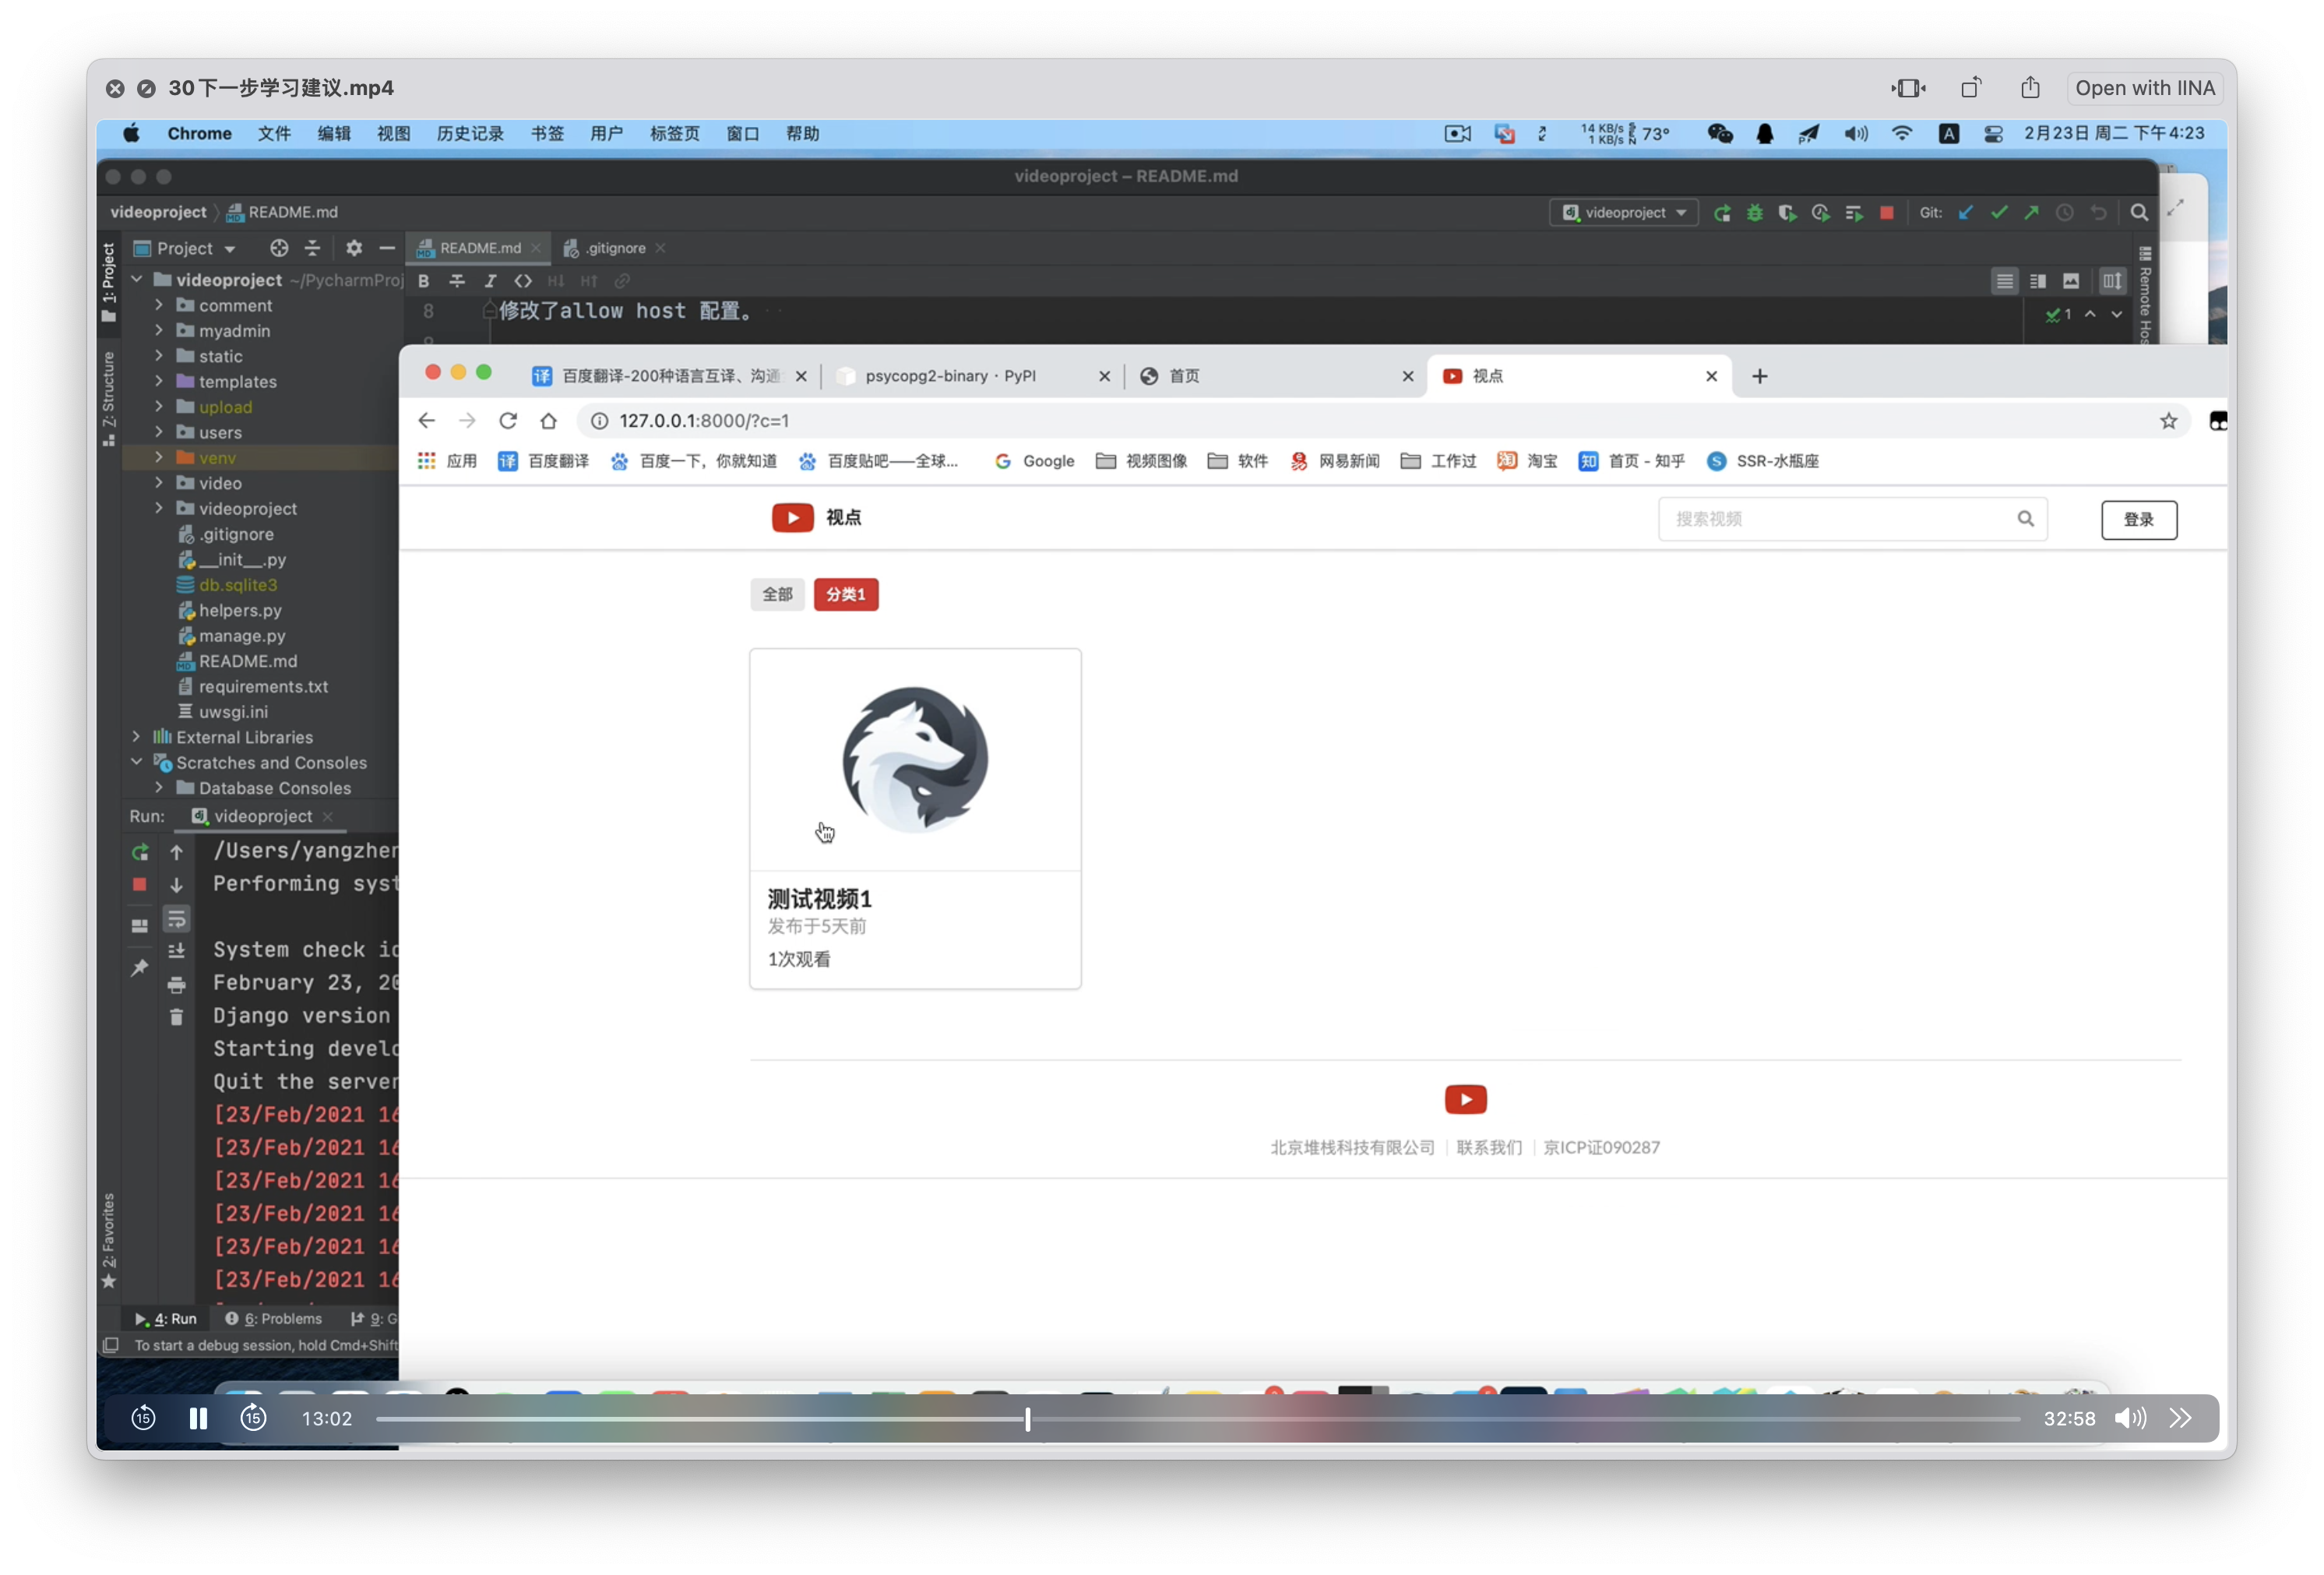 30下一步学习建议.mp4
Open with IINA
Chrome 文件 编辑 视图 历史记录 书签 用户 标签页 窗口 帮助
14 KB/s
1 KB/s
73°
2月23日 周二 下午4:23
videoproject – README.md
videoproject README.md
videoproject
Git:
1: Project
Project
README.md
.gitignore
videoproject ~/PycharmProj
comment
myadmin
static
templates
upload
users
venv
video
videoproject
.gitignore
__init__.py
db.sqlite3
helpers.py
manage.py
README.md
requirements.txt
uwsgi.ini
External Libraries
Scratches and Consoles
Database Consoles
Z: Structure
2: Favorites
B I H↓ H↑
8 修改了allow host 配置。
1
Remote Hos
百度翻译-200种语言互译、沟通
psycopg2-binary · PyPI
首页
视点
127.0.0.1:8000/?c=1
应用 百度翻译 百度一下，你就知道 百度贴吧——全球... Google 视频图像 软件 网易新闻 工作过 淘宝 首页 - 知乎 SSR-水瓶座
视点
搜索视频
登录
全部 分类1
测试视频1
发布于5天前
1次观看
北京堆栈科技有限公司 | 联系我们 | 京ICP证090287
Run: videoproject
/Users/yangzher
Performing syst
System check id
February 23, 20
Django version
Starting develo
Quit the server
[23/Feb/2021 16
[23/Feb/2021 16
[23/Feb/2021 16
[23/Feb/2021 16
[23/Feb/2021 16
[23/Feb/2021 16
4: Run
6: Problems
9: G
To start a debug session, hold Cmd+Shift
15 15 13:02 32:58